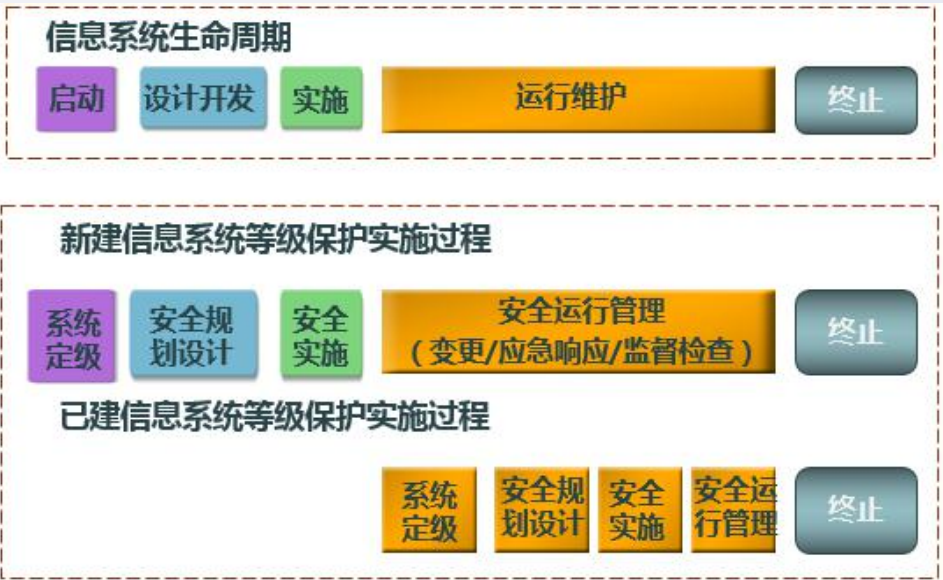 信息系统生命周期
启动
设计开发
实施
运行维护
终止
新建信息系统等级保护实施过程
系统
定级
安全规
划设计
安全
实施
安全运行管理
（变更/应急响应/监督检查）
终止
已建信息系统等级保护实施过程
系统
定级
安全规
划设计
安全
实施
安全运
行管理
终止